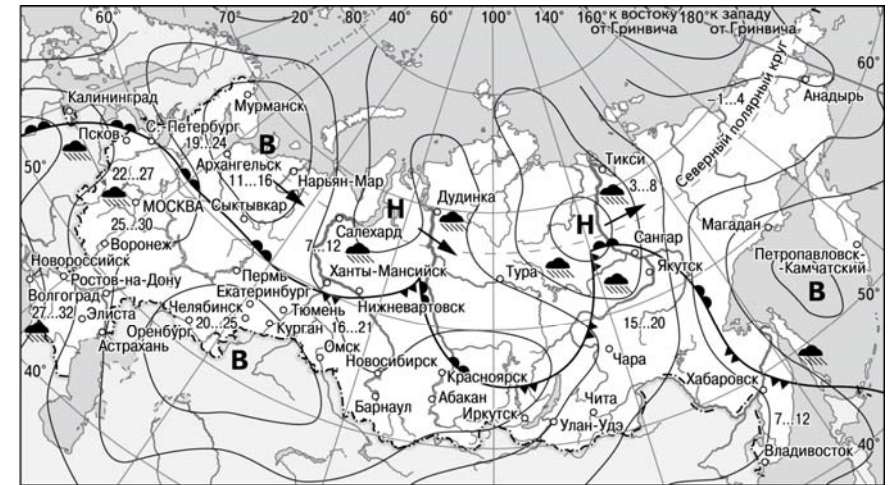 60° 70° 20° 80° 40° 60° 100° 140° 160° к востоку 180° к западу
от Гринвича от Гринвича
Калининград
Мурманск
60°
Анадырь
−1...4
Северный полярный круг
Псков
С.-Петербург
19...24
В
Архангельск
11...16
Нарьян-Мар
Тикси
3...8
50°
22...27
МОСКВА
Сыктывкар
Н
Дудинка
Н
Магадан
25...30
Салехард
Сангар
Воронеж
7...12
Якутск
Петропавловск-
-Камчатский
Новороссийск
Ростов-на-Дону
Пермь
Ханты-Мансийск
Тура
В
50°
Волгоград
Екатеринбург
Нижневартовск
27...32
Элиста
Челябинск
Тюмень
15...20
Оренбург
20...25
Курган
16...21
Астрахань
Омск
Чара
40°
В
Новосибирск
Красноярск
Хабаровск
Барнаул
Абакан
Чита
Иркутск
Улан-Удэ
7...12
40°
Владивосток